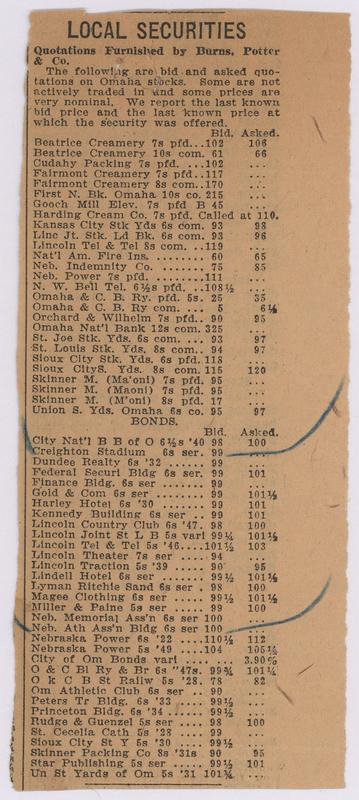 LOCAL SECURITIES
Quotations Furnished by Burns, Potter
& Co.
The following are bid and asked quo-
tations on Omaha stocks. Some are not
actively traded in and some prices are
very nominal. We report the last known
bid price and the last known price at
which the security was offered.
Bid. Asked.
Beatrice Creamery 7s pfd...102 106
Beatrice Creamery 10s com. 61 66
Cudahy Packing 7s pfd. ...102 ...
Fairmont Creamery 7s pfd..117 ...
Fairmont Creamery 8s com..170 ...
First N. Bk. Omaha 10s co. 215 ...
Gooch Mill Elev. 7s pfd B 45 ...
Harding Cream Co. 7s pfd. Called at 110.
Kansas City Stk Yds 6s com. 93 98
Linc Jt. Stk. Ld Bk. 6s com. 93 96
Lincoln Tel & Tel 8s com. ..119 ...
Nat'l Am. Fire Ins. ........ 60 65
Neb. Indemnity Co. ....... 75 85
Neb. Power 7s pfd. ........111 ...
N. W. Bell Tel. 6½s pfd. ..108½ ...
Omaha & C. B. Ry. pfd. 5s. 25 35
Omaha & C. B. Ry com. ... 5 6½
Orchard & Wilhelm 7s pfd.. 90 95
Omaha Nat'l Bank 12s com. 325 ...
St. Joe Stk. Yds. 6s com. ... 93 97
St. Louis Stk. Yds. 8s com.. 94 97
Sioux City Stk. Yds. 6s pfd. 118 ...
Sioux CityS. Yds. 8s com. 115 120
Skinner M. (Ma'oni) 7s pfd. 95 ...
Skinner M. (Maoni) 7s pfd. 95 ...
Skinner M. (M'oni) 8s pfd. 17 ...
Union S. Yds. Omaha 6s co. 95 97
BONDS.
Bid. Asked.
City Nat'l B B of O 6½s '40 98 100
Creighton Stadium 6s ser. 99 ...
Dundee Realty 6s '32 ...... 99 ...
Federal Securi Bldg 6s ser. 99 101
Finance Bldg. 6s ser ....... 99 ...
Gold & Com 6s ser ........ 99 101½
Harley Hotel 6s '30 ....... 99 101
Kennedy Building 6s ser .. 99 101
Lincoln Country Club 6s '47. 98 100
Lincoln Joint St L B 5s vari 99¼ 101½
Lincoln Tel & Tel 5s '46....101½ 103
Lincoln Theater 7s ser .... 94 ...
Lincoln Traction 5s '39 .... 90 95
Lindell Hotel 6s ser ....... 99½ 101½
Lyman Ritchie Sand 6s ser . 98 100
Magee Clothing 6s ser ..... 99½ 101½
Miller & Paine 5s ser ..... 99 100
Neb. Memorial Ass'n 6s ser 100 ...
Neb. Ath Ass'n Bldg 6s ser 100 ...
Nebraska Power 6s '22 ....110½ 112
Nebraska Power 5s '49 ....104
City of Om Bonds vari .... 3.90%
O & C Bl Ry & Br 6s "47s. 99¾ 101¼
O k C B St Railw 5s '28. 78 82
Om Athletic Club 90 6s ser .. 90 ...
Peters Tr Bldg. 6s '33 ..... 99½ ...
Princeton Bldg. 6s '34 ...... 99½ ...
Rudge & Guenzel 5s ser .... 98 100
St. Cecelia Cath 5s '28 .... 99 ...
Sioux City St Y 5s '30 .... 99½ ...
Skinner Packing Co 8s '31s 90 95
Star Publishing 5s ser ..... 99½ 101
Un St Yards of Om 5s '31 101¾ ...